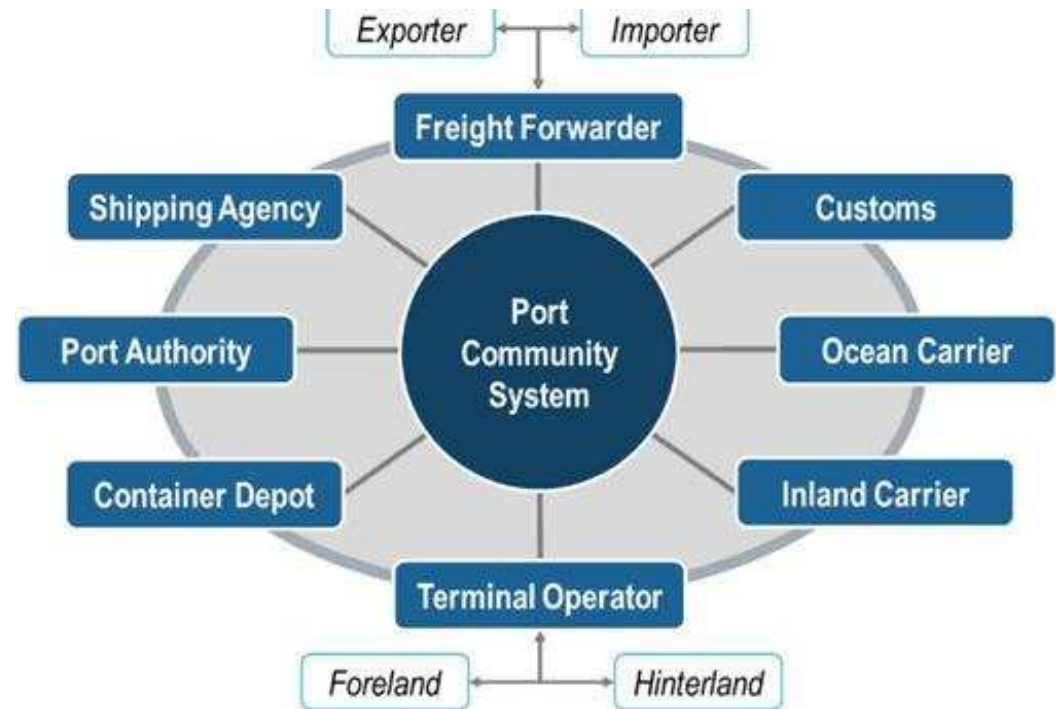 Exporter
Importer
Freight Forwarder
Shipping Agency
Customs
Port
Community
System
Port Authority
Ocean Carrier
Container Depot
Inland Carrier
Terminal Operator
Foreland
Hinterland